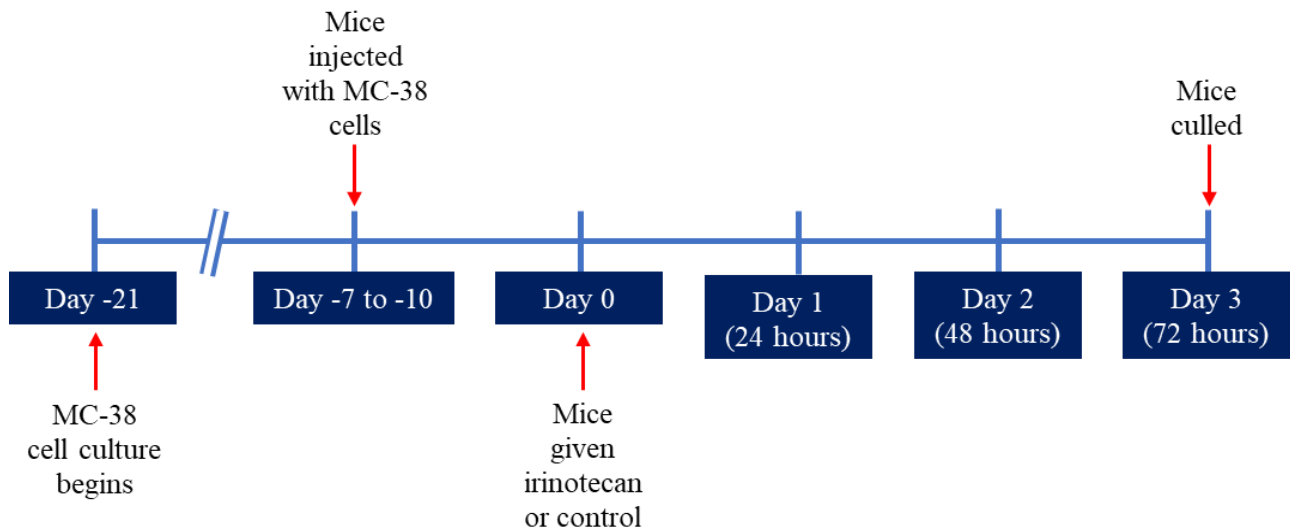 Mice
injected
with MC-38
cells
Mice
culled
Day -21
Day -7 to -10
Day 0
Day 1
(24 hours)
Day 2
(48 hours)
Day 3
(72 hours)
MC-38
cell culture
begins
Mice
given
irinotecan
or control